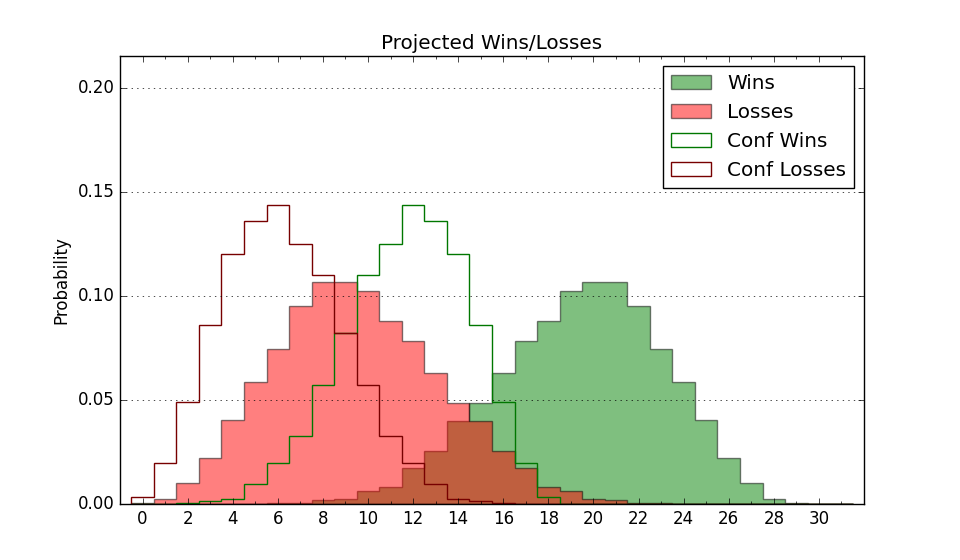 Projected Wins/Losses
Wins
Losses
Conf Wins
Conf Losses
Probability
0.20
0.15
0.10
0.05
0.00
0 2 4 6 8 10 12 14 16 18 20 22 24 26 28 30